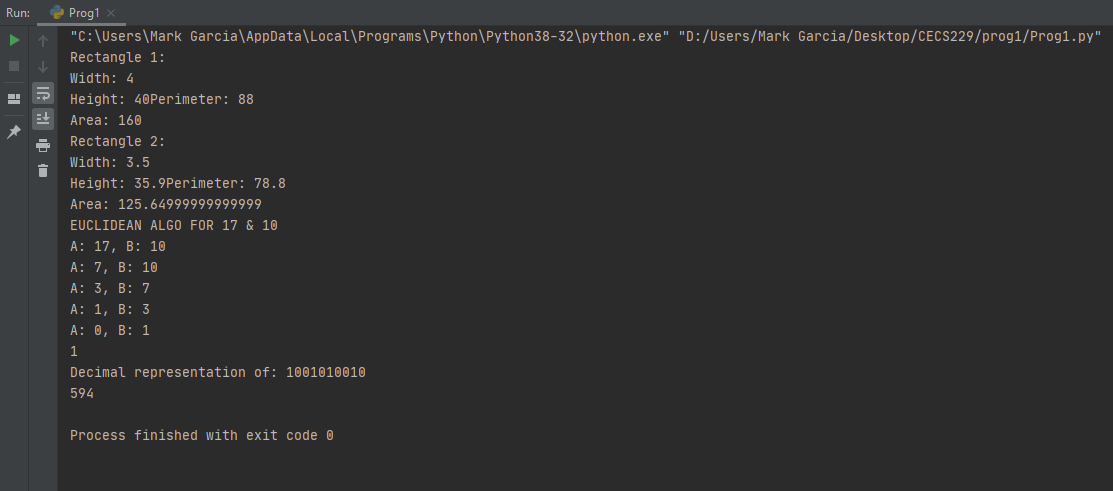 Run: Prog1
"C:\Users\Mark Garcia\AppData\Local\Programs\Python\Python38-32\python.exe" "D:/Users/Mark Garcia/Desktop/CECS229/prog1/Prog1.py"
Rectangle 1:
Width: 4
Height: 40Perimeter: 88
Area: 160
Rectangle 2:
Width: 3.5
Height: 35.9Perimeter: 78.8
Area: 125.64999999999999
EUCLIDEAN ALGO FOR 17 & 10
A: 17, B: 10
A: 7, B: 10
A: 3, B: 7
A: 1, B: 3
A: 0, B: 1
1
Decimal representation of: 1001010010
594
Process finished with exit code 0